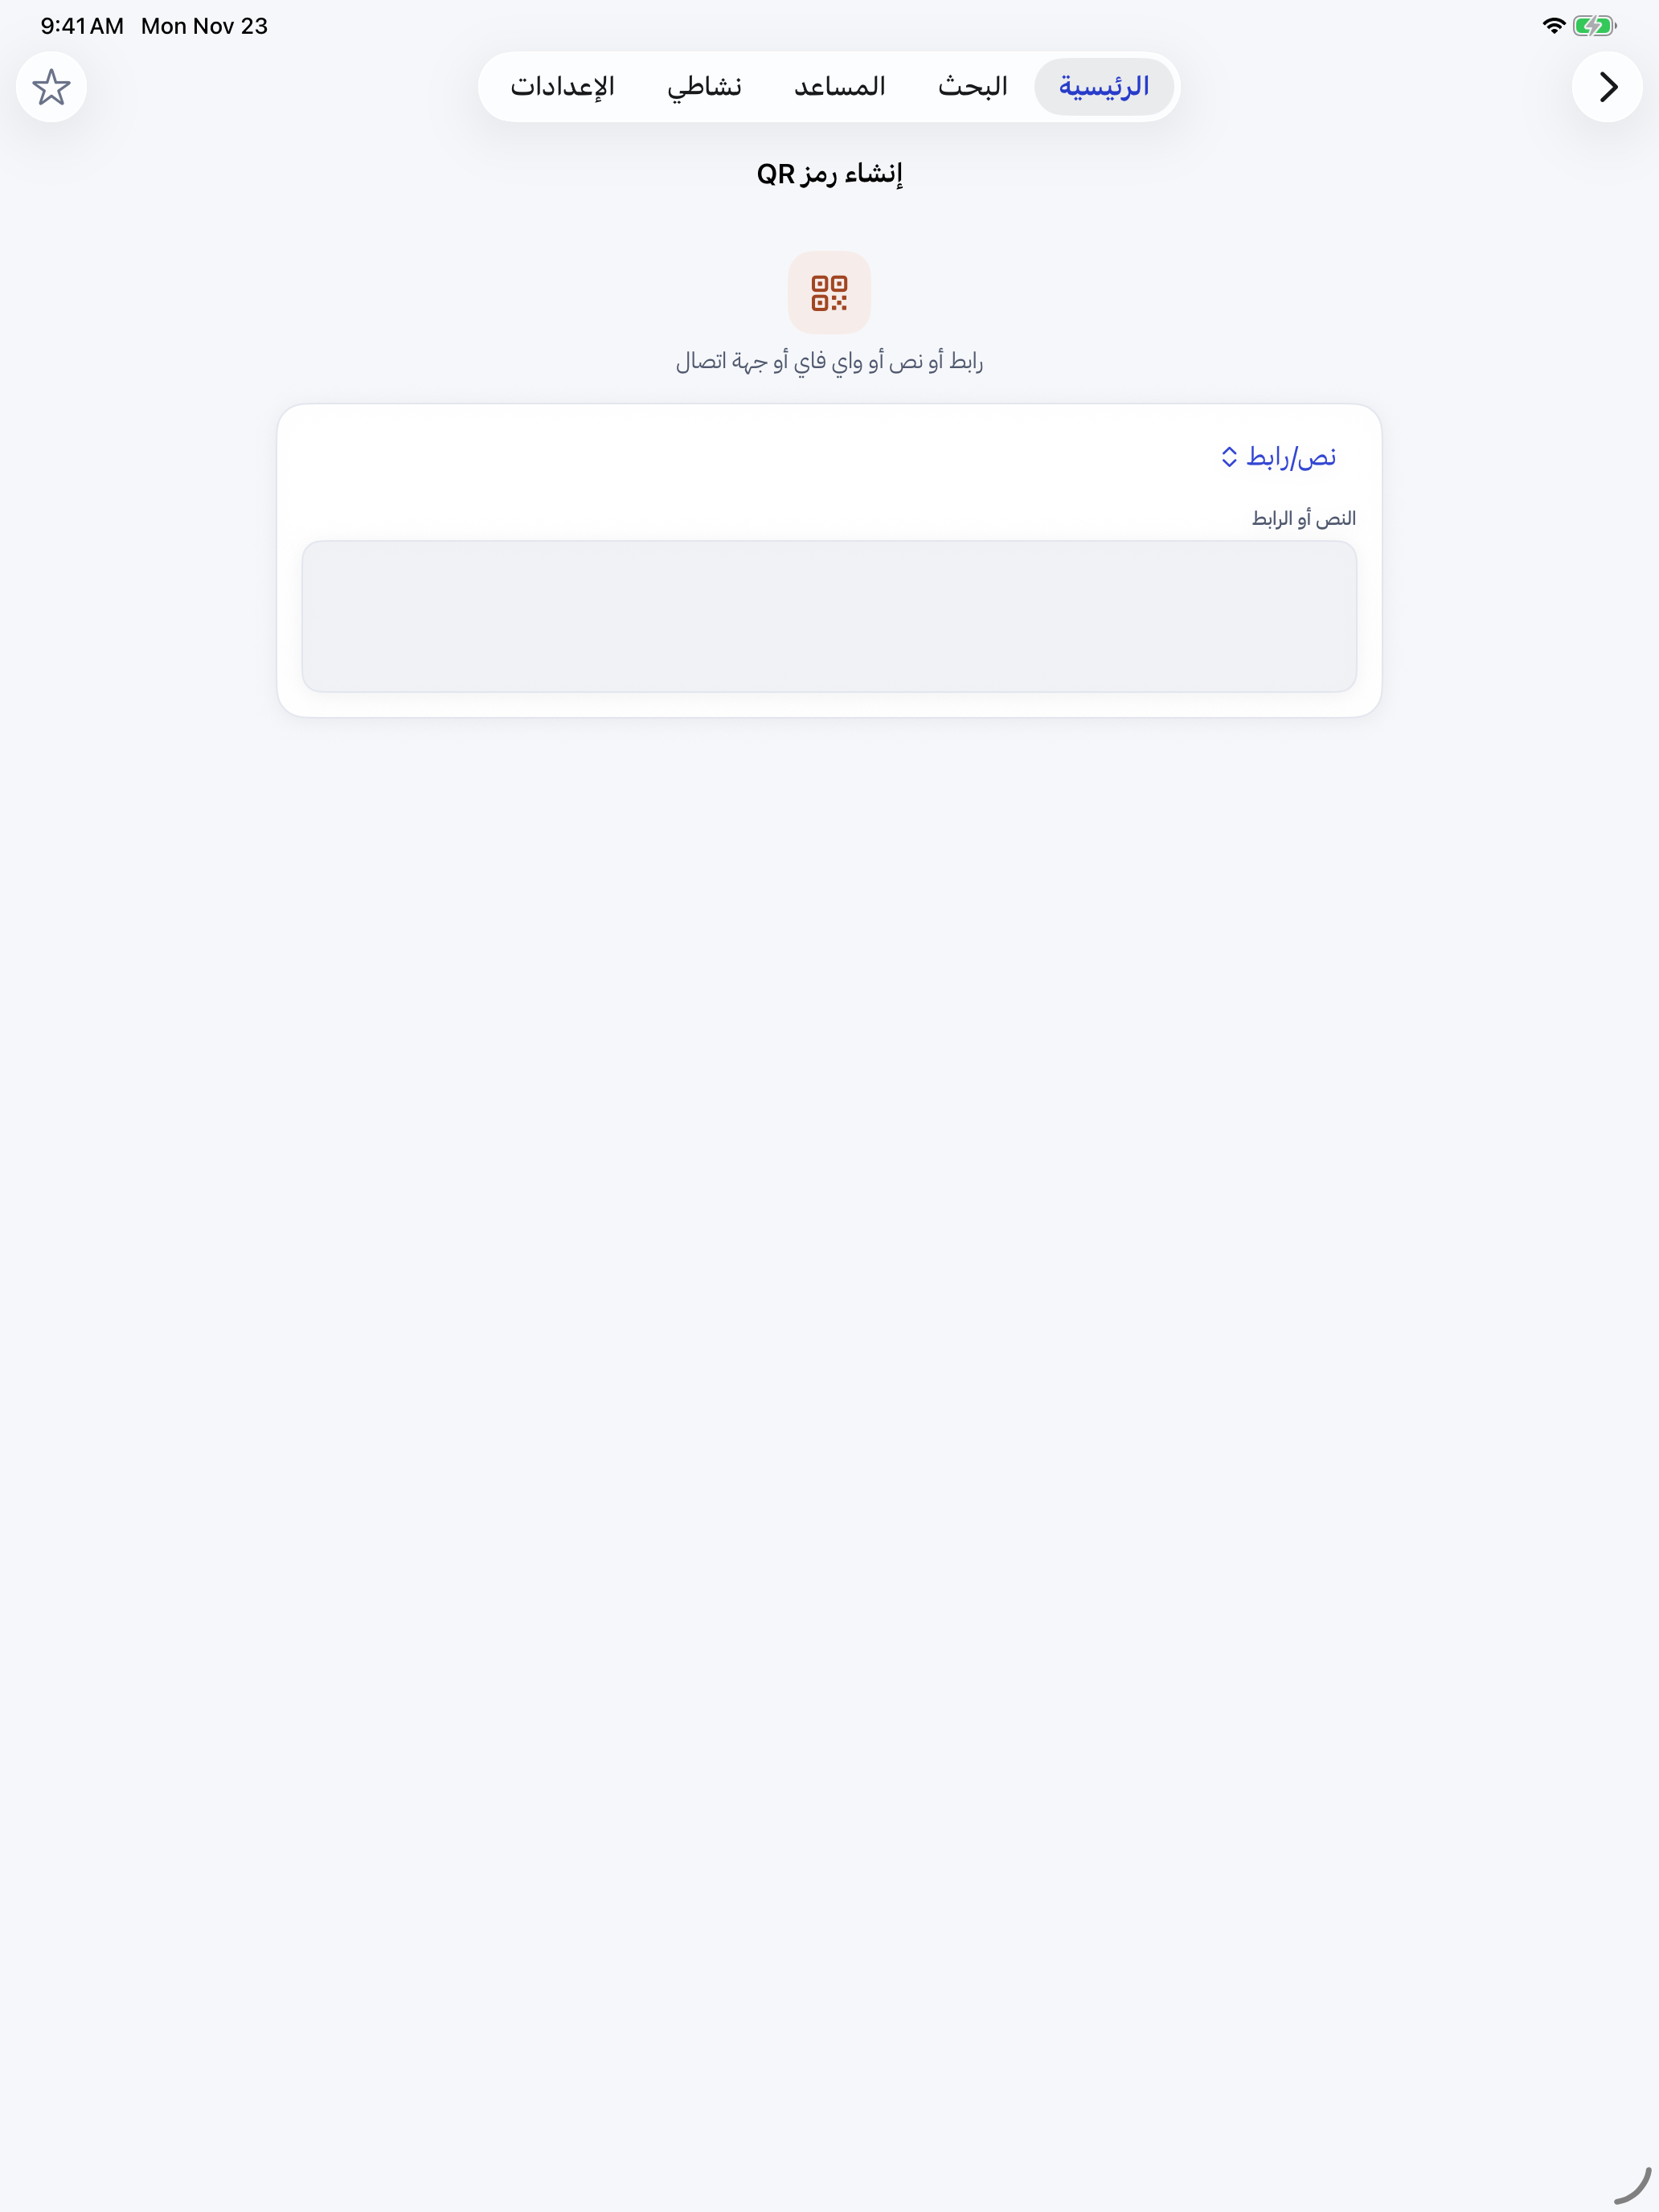 9:41 AM Mon Nov 23
الرئيسية البحث المساعد نشاطي الإعدادات
إنشاء رمز QR
رابط أو نص أو واي فاي أو جهة اتصال
نص/رابط
النص أو الرابط